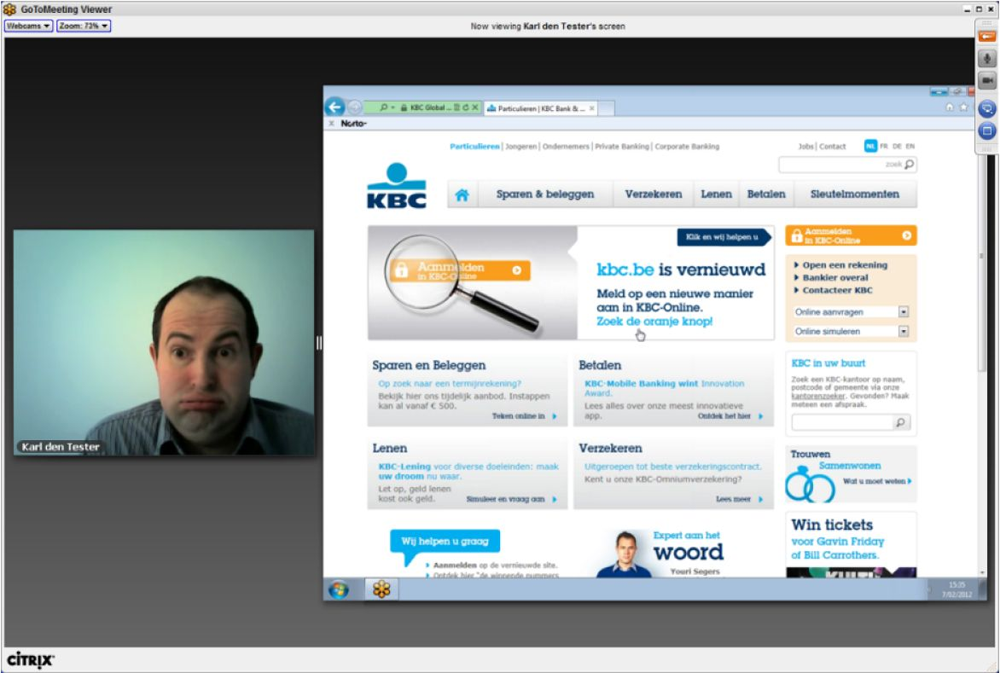 GoToMeeting Viewer
Webcams
Zoom: 73%
Now viewing Karl den Tester's screen
KBC Global ...
Particulieren | KBC Bank & ...
Norton
Particulieren | Jongeren | Ondernemers | Private Banking | Corporate Banking
Jobs | Contact
NL FR DE EN
zoek
KBC
Sparen & beleggen
Verzekeren
Lenen
Betalen
Sleutelmomenten
Aanmelden
in KBC-Online
Klik en wij helpen u
kbc.be is vernieuwd
Meld op een nieuwe manier
aan in KBC-Online.
Zoek de oranje knop!
Aanmelden
in KBC-Online
Open een rekening
Bankier overal
Contacteer KBC
Online aanvragen
Online simuleren
Sparen en Beleggen
Op zoek naar een termijnrekening?
Bekijk hier ons tijdelijk aanbod. Instappen
kan al vanaf € 500.
Teken online in
Betalen
KBC-Mobile Banking wint Innovation
Award.
Lees alles over onze meest innovatieve
app.
Ontdek het hier
KBC in uw buurt
Zoek een KBC-kantoor op naam,
postcode of gemeente via onze
kantorenzoeker. Gevonden? Maak
meteen een afspraak.
Karl den Tester
Lenen
KBC-Lening voor diverse doeleinden: maak
uw droom nu waar.
Let op, geld lenen
kost ook geld.
Simuleer en vraag aan
Verzekeren
Uitgeroepen tot beste verzekeringscontract.
Kent u onze KBC-Omniumverzekering?
Lees meer
Trouwen
Samenwonen
Wat u moet weten
Win tickets
voor Gavin Friday
of Bill Carrothers.
Wij helpen u graag
Aanmelden op de vernieuwde site.
Ontdek hier "de winnende nummers
Expert aan het
woord
Youri Segers
15:35
7/02/2012
CITRIX